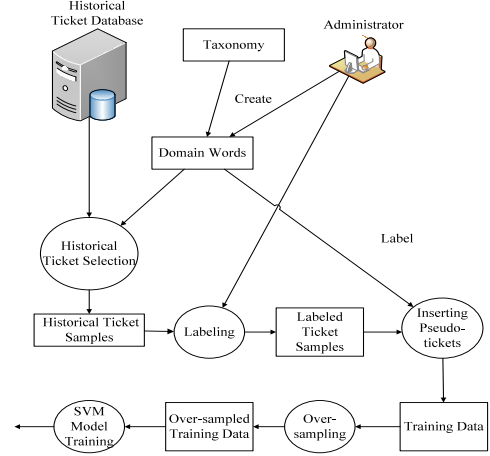 Historical
Ticket Database
Administrator
Taxonomy
Create
Domain Words
Label
Historical
Ticket Selection
Historical Ticket
Samples
Labeling
Labeled
Ticket
Samples
Inserting
Pseudo-
tickets
SVM
Model
Training
Over-sampled
Training Data
Over-
sampling
Training Data